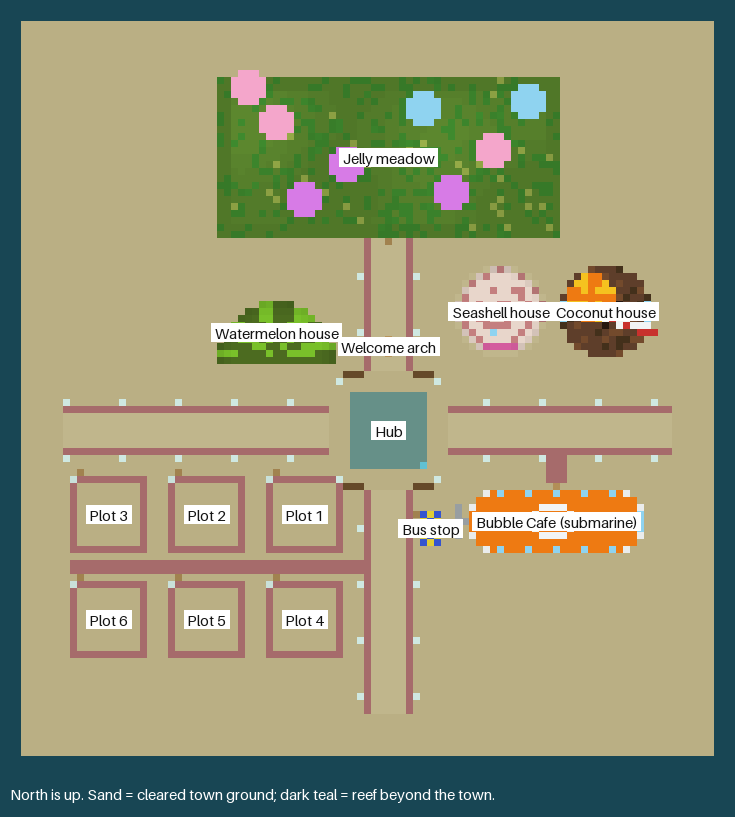 Jelly meadow
Seashell house
Coconut house
Watermelon house
Welcome arch
Hub
Plot 3
Plot 2
Plot 1
Bus stop
Bubble Cafe (submarine)
Plot 6
Plot 5
Plot 4
North is up. Sand = cleared town ground; dark teal = reef beyond the town.